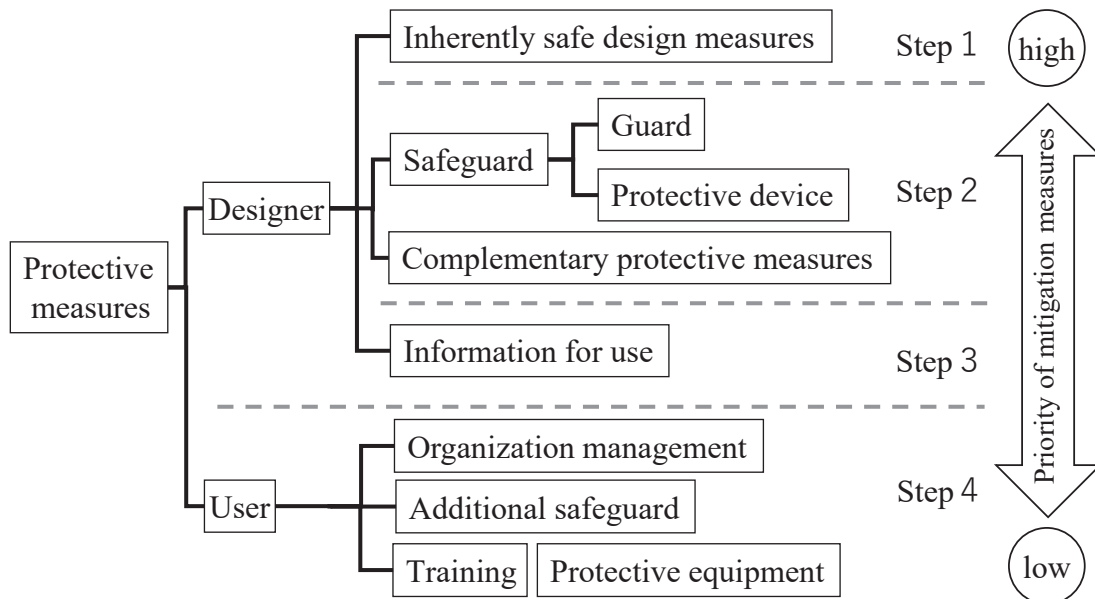 Inherently safe design measures
Step 1
high
Guard
Safeguard
Protective device
Step 2
Designer
Complementary protective measures
Protective
measures
Information for use
Step 3
Priority of mitigation measures
Organization management
User
Additional safeguard
Step 4
Training
Protective equipment
low